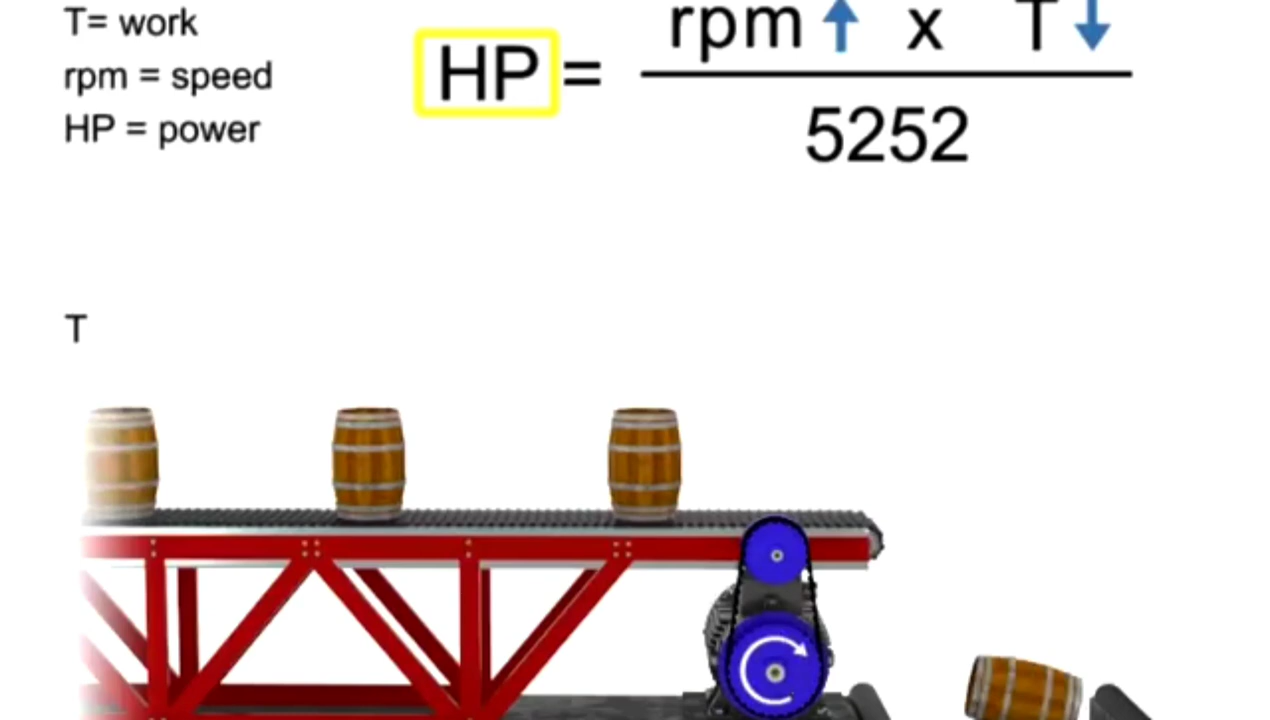 T= work
rpm = speed
HP = power
HP = rpm ↑ x T ↓
5252
T